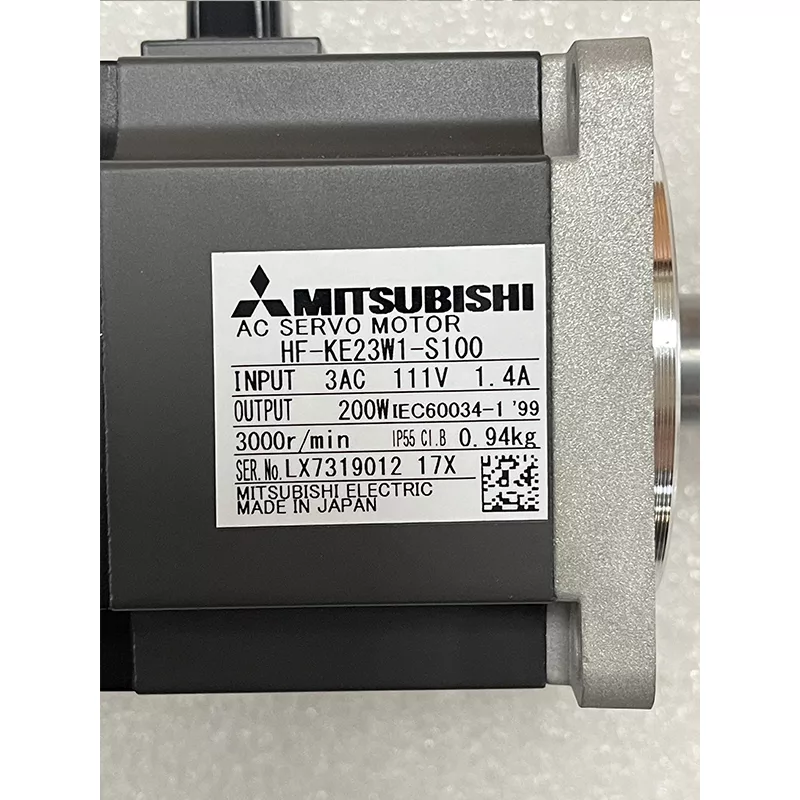 MITSUBISHI
AC SERVO MOTOR
HF-KE23W1-S100
INPUT 3AC 111V 1.4A
OUTPUT 200W IEC60034-1 '99
3000r/min IP55 CI.B 0.94kg
SER.No. LX7319012 17X
MITSUBISHI ELECTRIC
MADE IN JAPAN